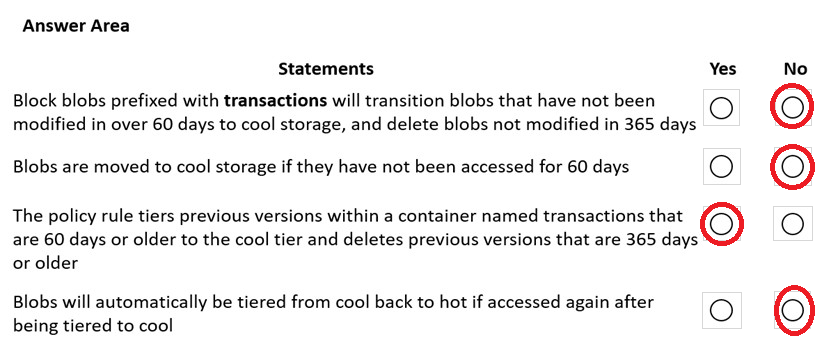 Answer Area
Statements Yes No
Block blobs prefixed with transactions will transition blobs that have not been
modified in over 60 days to cool storage, and delete blobs not modified in 365 days
Blobs are moved to cool storage if they have not been accessed for 60 days
The policy rule tiers previous versions within a container named transactions that
are 60 days or older to the cool tier and deletes previous versions that are 365 days
or older
Blobs will automatically be tiered from cool back to hot if accessed again after
being tiered to cool